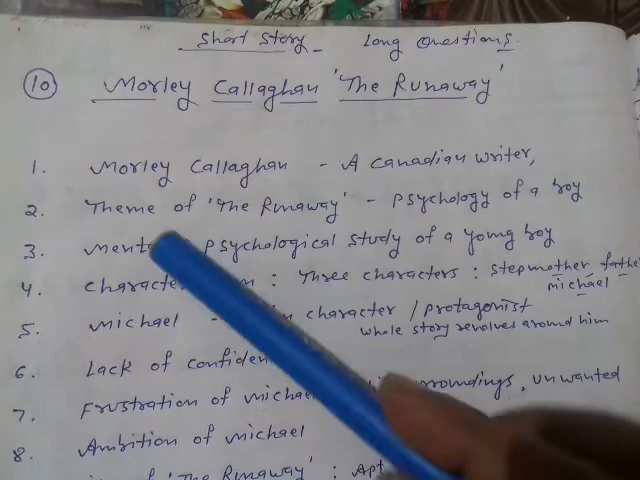 Short Story Long Questions
10 Morley Callaghan 'The Runaway'
1. Morley Callaghan - A Canadian writer,
2. Theme of 'The Runaway' - Psychology of a boy
3. Psychological study of a young boy
4. : Three characters : stepmother father
michael
5. michael - character / protagonist
whole story revolves around him
6. Lack of
7. Frustration of michael unwanted
8. Ambition of michael
of 'The Runaway' : Apt